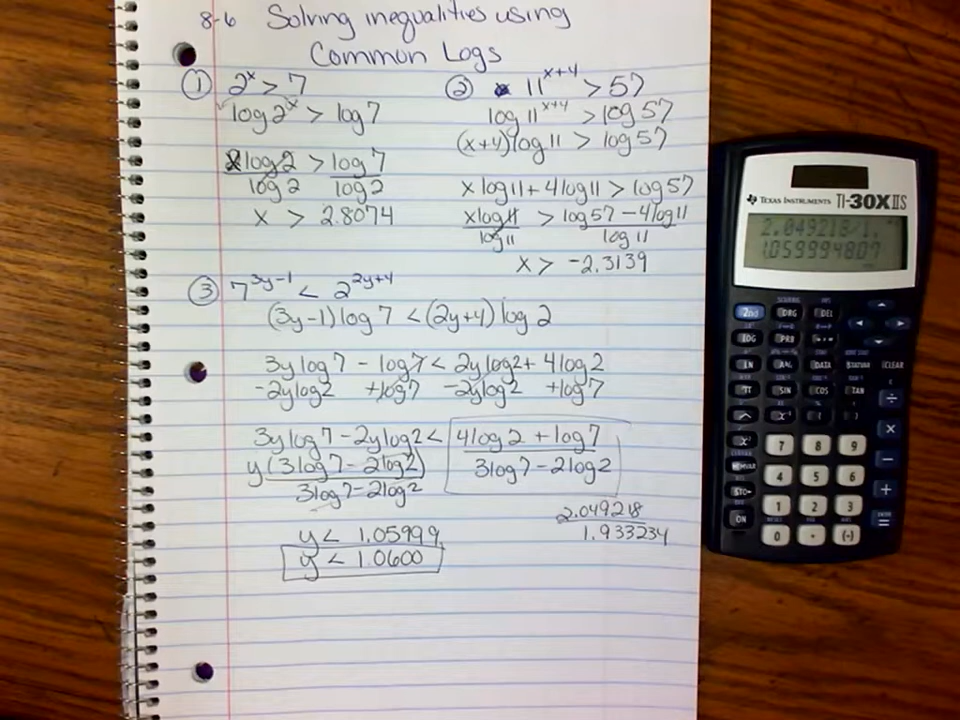 8-6 Solving inequalities using
Common Logs
① 2^x > 7
log 2^x > log 7
x log 2 > log 7
log 2 log 2
x > 2.8074
② 11^{x+4} > 57
log 11^{x+4} > log 57
(x+4) log 11 > log 57
x log 11 + 4 log 11 > log 57
x log 11 > log 57 - 4 log 11
log 11 log 11
x > -2.3139
③ 7^{3y-1} < 2^{2y+4}
(3y-1) log 7 < (2y+4) log 2
3y log 7 - log 7 < 2y log 2 + 4 log 2
-2y log 2 + log 7 -2y log 2 + log 7
3y log 7 - 2y log 2 < 4 log 2 + log 7
y (3 log 7 - 2 log 2) 3 log 7 - 2 log 2
3 log 7 - 2 log 2
2.049218
1.933234
y < 1.05999
y < 1.0600
TEXAS INSTRUMENTS TI-30X IIS
2.049218/1.
1.059994807
2nd DRG DEL
LOG PRB
LN A% DATA STATVAR CLEAR
π SIN COS TAN ÷
^ x⁻¹ ( ) ×
x² 7 8 9 −
MEMVAR 4 5 6 +
STO▸ 1 2 3
ON 0 . (-) =